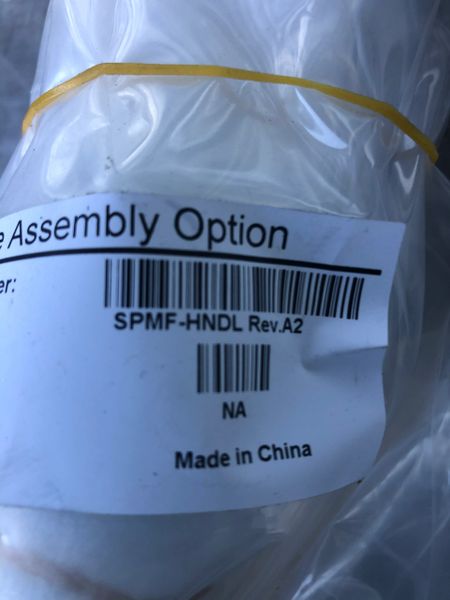 e Assembly Option
er:
SPMF-HNDL Rev.A2
NA
Made in China